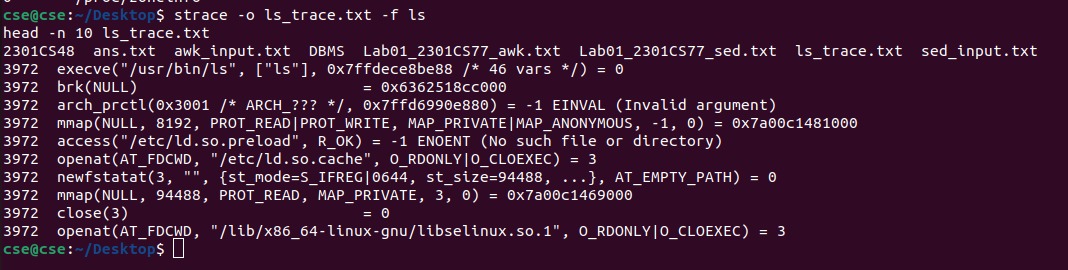 cse@cse:~/Desktop$ strace -o ls_trace.txt -f ls
head -n 10 ls_trace.txt
2301CS48  ans.txt  awk_input.txt  DBMS  Lab01_2301CS77_awk.txt  Lab01_2301CS77_sed.txt  ls_trace.txt  sed_input.txt
3972  execve("/usr/bin/ls", ["ls"], 0x7ffdece8be88 /* 46 vars */) = 0
3972  brk(NULL)                         = 0x6362518cc000
3972  arch_prctl(0x3001 /* ARCH_??? */, 0x7ffd6990e880) = -1 EINVAL (Invalid argument)
3972  mmap(NULL, 8192, PROT_READ|PROT_WRITE, MAP_PRIVATE|MAP_ANONYMOUS, -1, 0) = 0x7a00c1481000
3972  access("/etc/ld.so.preload", R_OK) = -1 ENOENT (No such file or directory)
3972  openat(AT_FDCWD, "/etc/ld.so.cache", O_RDONLY|O_CLOEXEC) = 3
3972  newfstatat(3, "", {st_mode=S_IFREG|0644, st_size=94488, ...}, AT_EMPTY_PATH) = 0
3972  mmap(NULL, 94488, PROT_READ, MAP_PRIVATE, 3, 0) = 0x7a00c1469000
3972  close(3)                          = 0
3972  openat(AT_FDCWD, "/lib/x86_64-linux-gnu/libselinux.so.1", O_RDONLY|O_CLOEXEC) = 3
cse@cse:~/Desktop$